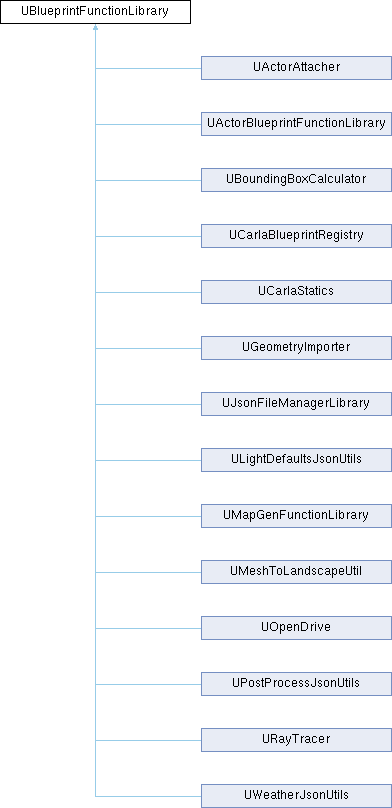 UBlueprintFunctionLibrary
UActorAttacher
UActorBlueprintFunctionLibrary
UBoundingBoxCalculator
UCarlaBlueprintRegistry
UCarlaStatics
UGeometryImporter
UJsonFileManagerLibrary
ULightDefaultsJsonUtils
UMapGenFunctionLibrary
UMeshToLandscapeUtil
UOpenDrive
UPostProcessJsonUtils
URayTracer
UWeatherJsonUtils